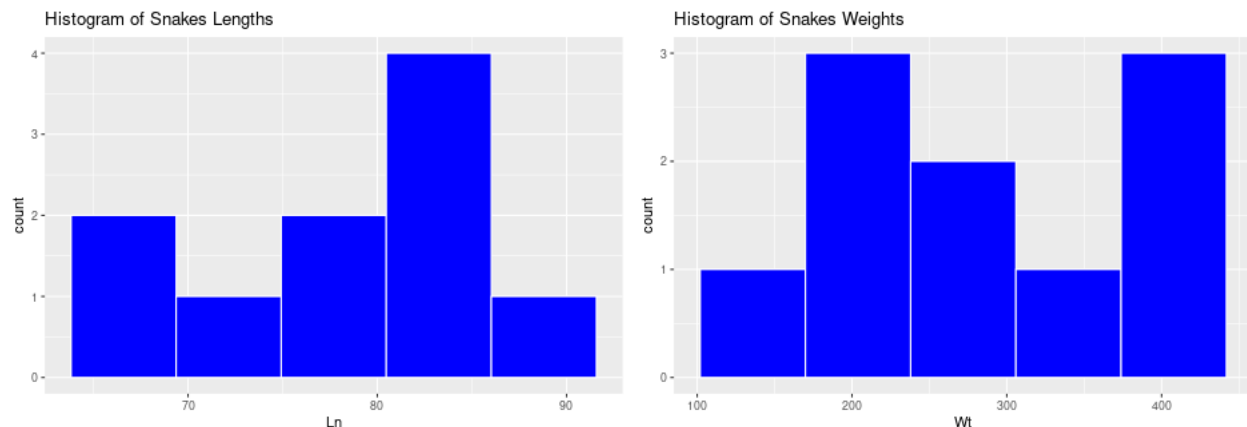 Histogram of Snakes Lengths
4
3
2
1
0
count
70 80 90
Ln
Histogram of Snakes Weights
3
2
1
0
count
100 200 300 400
Wt